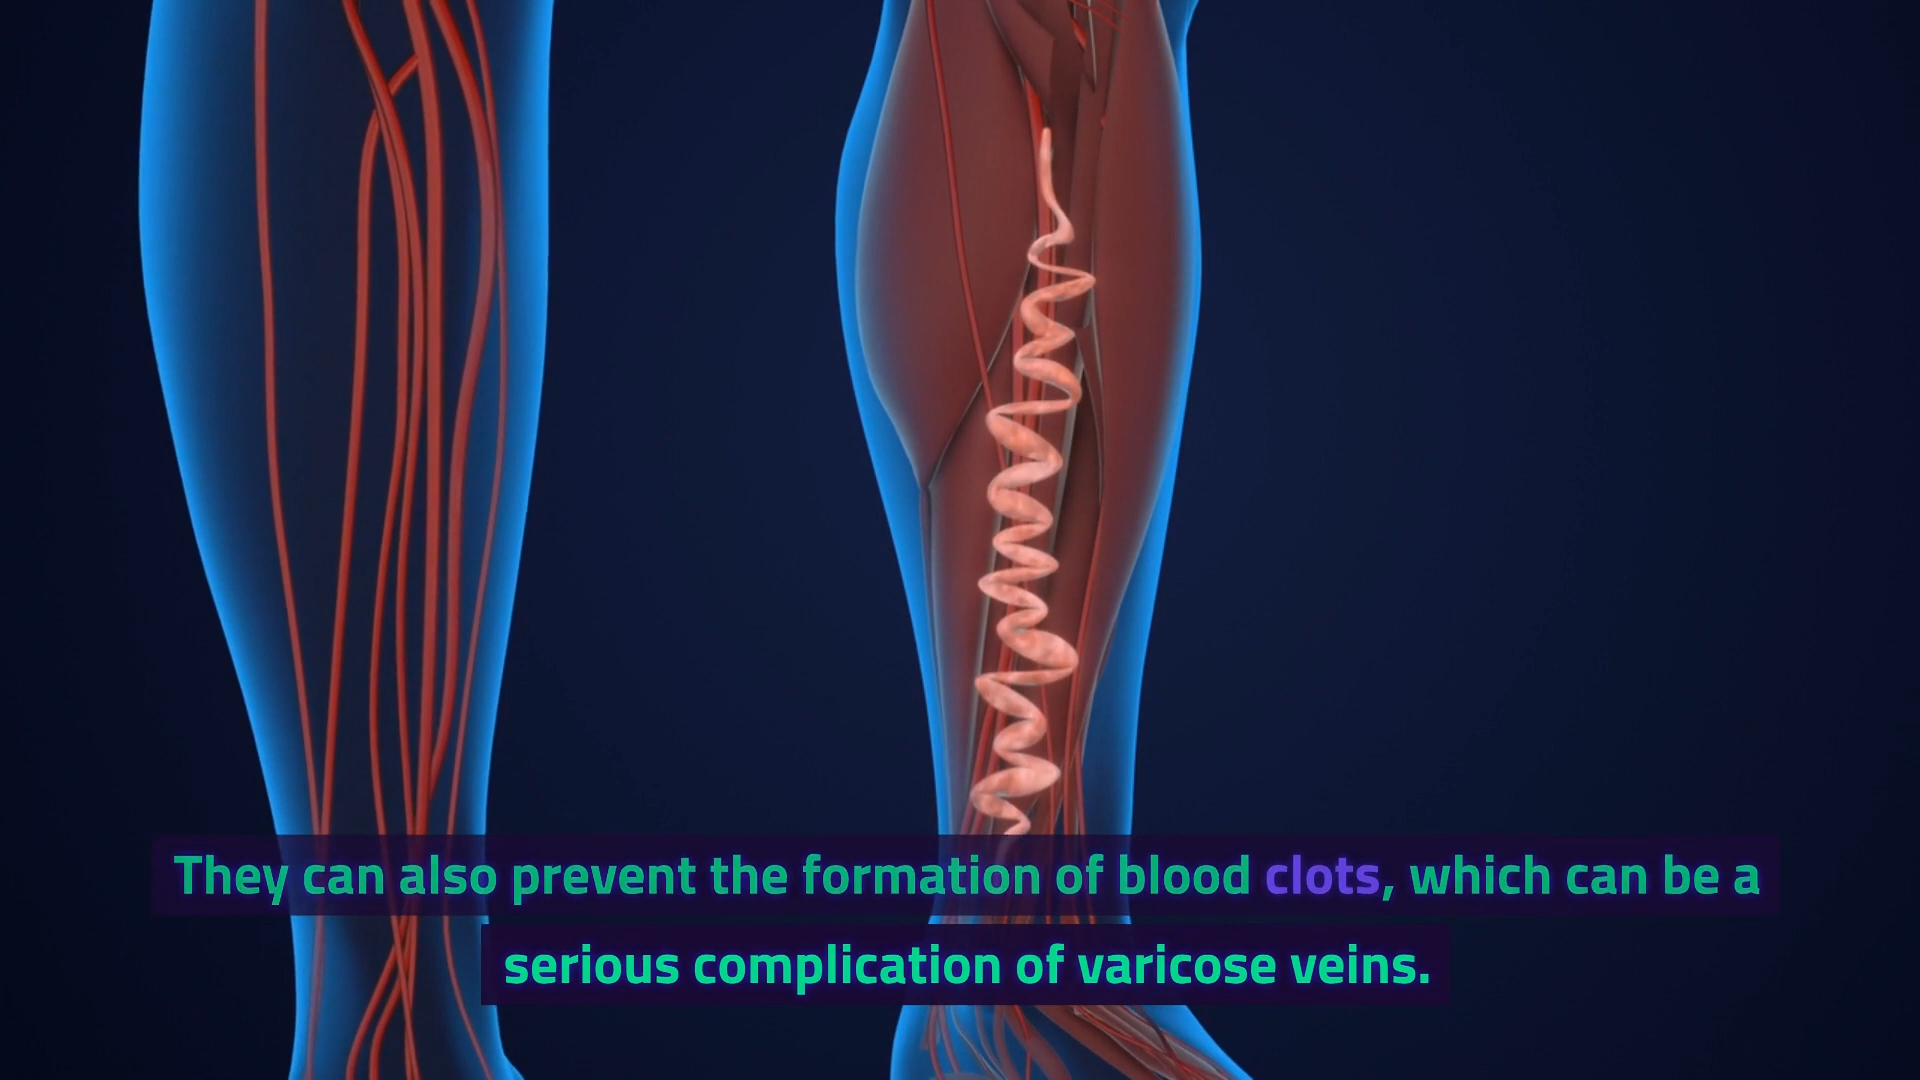 They can also prevent the formation of blood clots, which can be a
serious complication of varicose veins.